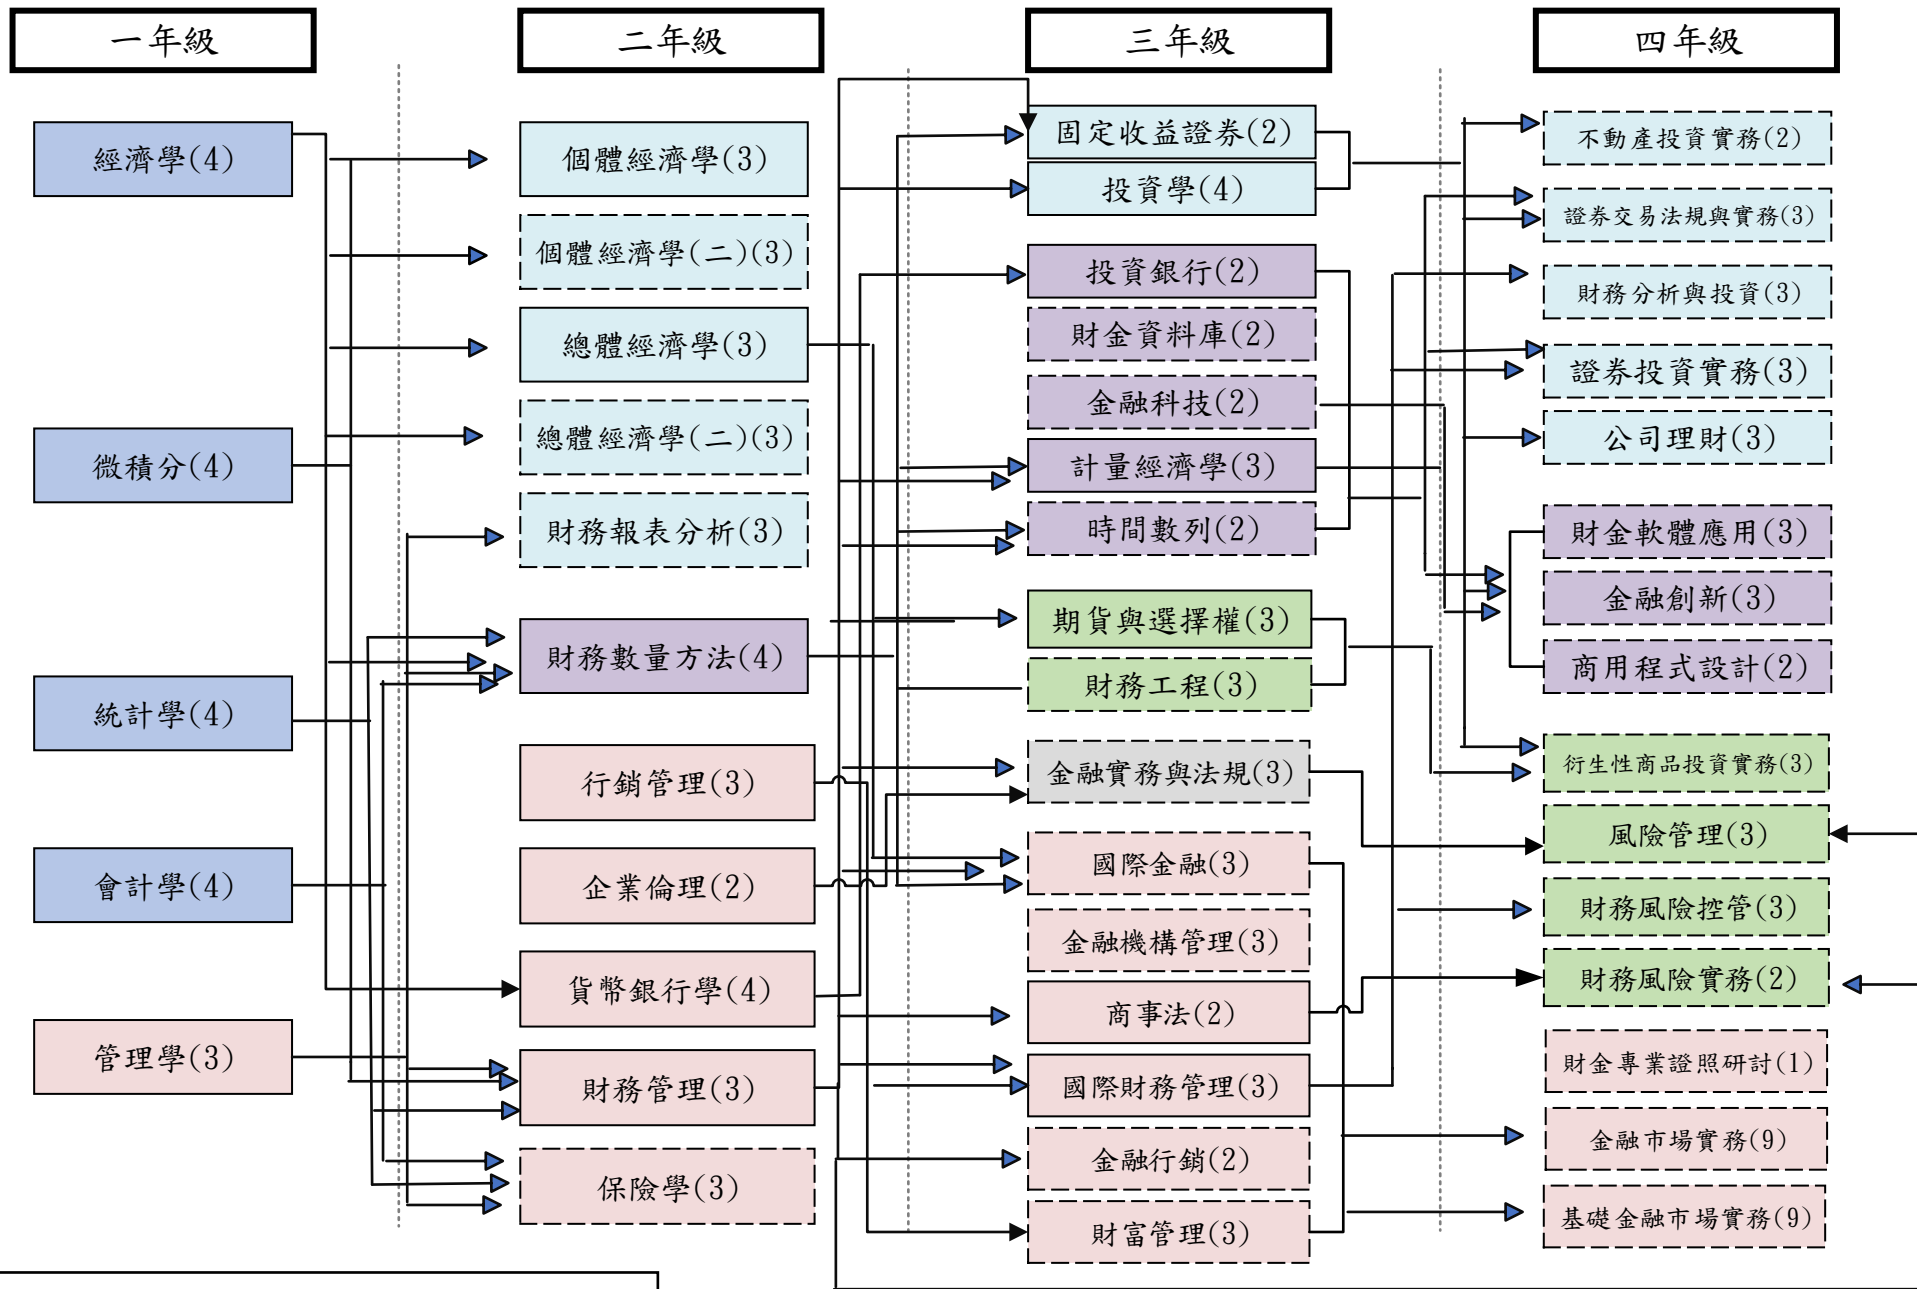 一年級
二年級
三年級
四年級
經濟學(4)
微積分(4)
統計學(4)
會計學(4)
管理學(3)
個體經濟學(3)
個體經濟學(二)(3)
總體經濟學(3)
總體經濟學(二)(3)
財務報表分析(3)
財務數量方法(4)
行銷管理(3)
企業倫理(2)
貨幣銀行學(4)
財務管理(3)
保險學(3)
固定收益證券(2)
投資學(4)
投資銀行(2)
財金資料庫(2)
金融科技(2)
計量經濟學(3)
時間數列(2)
期貨與選擇權(3)
財務工程(3)
金融實務與法規(3)
國際金融(3)
金融機構管理(3)
商事法(2)
國際財務管理(3)
金融行銷(2)
財富管理(3)
不動產投資實務(2)
證券交易法規與實務(3)
財務分析與投資(3)
證券投資實務(3)
公司理財(3)
財金軟體應用(3)
金融創新(3)
商用程式設計(2)
衍生性商品投資實務(3)
風險管理(3)
財務風險控管(3)
財務風險實務(2)
財金專業證照研討(1)
金融市場實務(9)
基礎金融市場實務(9)